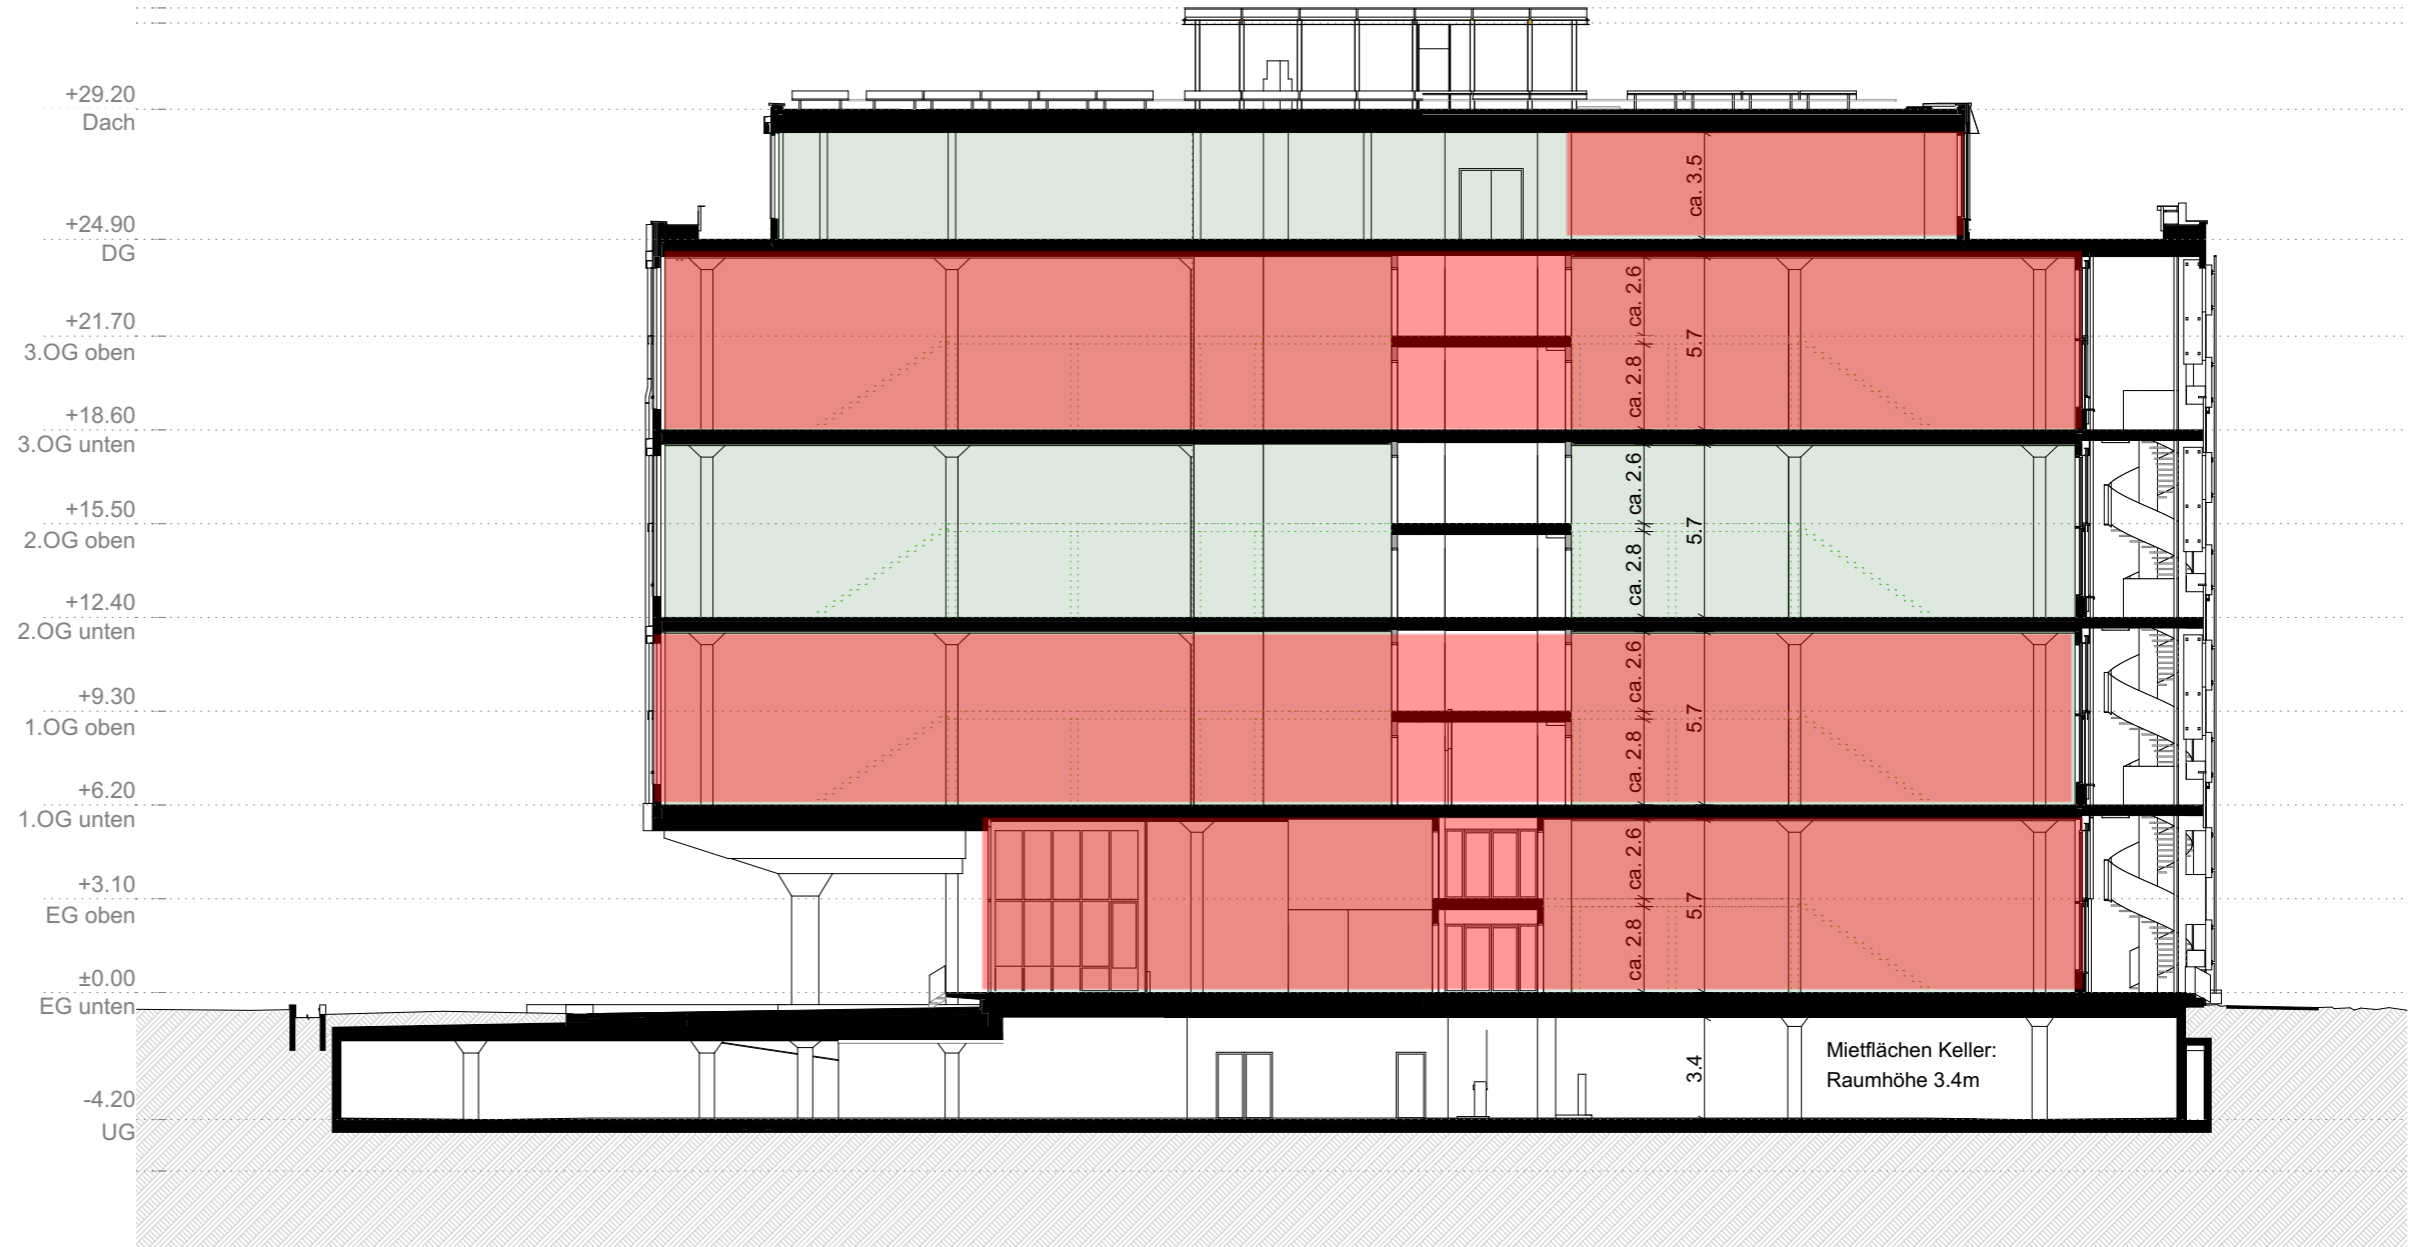 +29.20
Dach
ca. 3.5
+24.90
DG
ca. 2.6
+21.70
3.OG oben
5.7
ca. 2.8
+18.60
3.OG unten
ca. 2.6
+15.50
2.OG oben
5.7
ca. 2.8
+12.40
2.OG unten
ca. 2.6
+9.30
1.OG oben
5.7
ca. 2.8
+6.20
1.OG unten
ca. 2.6
+3.10
EG oben
5.7
ca. 2.8
±0.00
EG unten
3.4
Mietflächen Keller:
Raumhöhe 3.4m
-4.20
UG